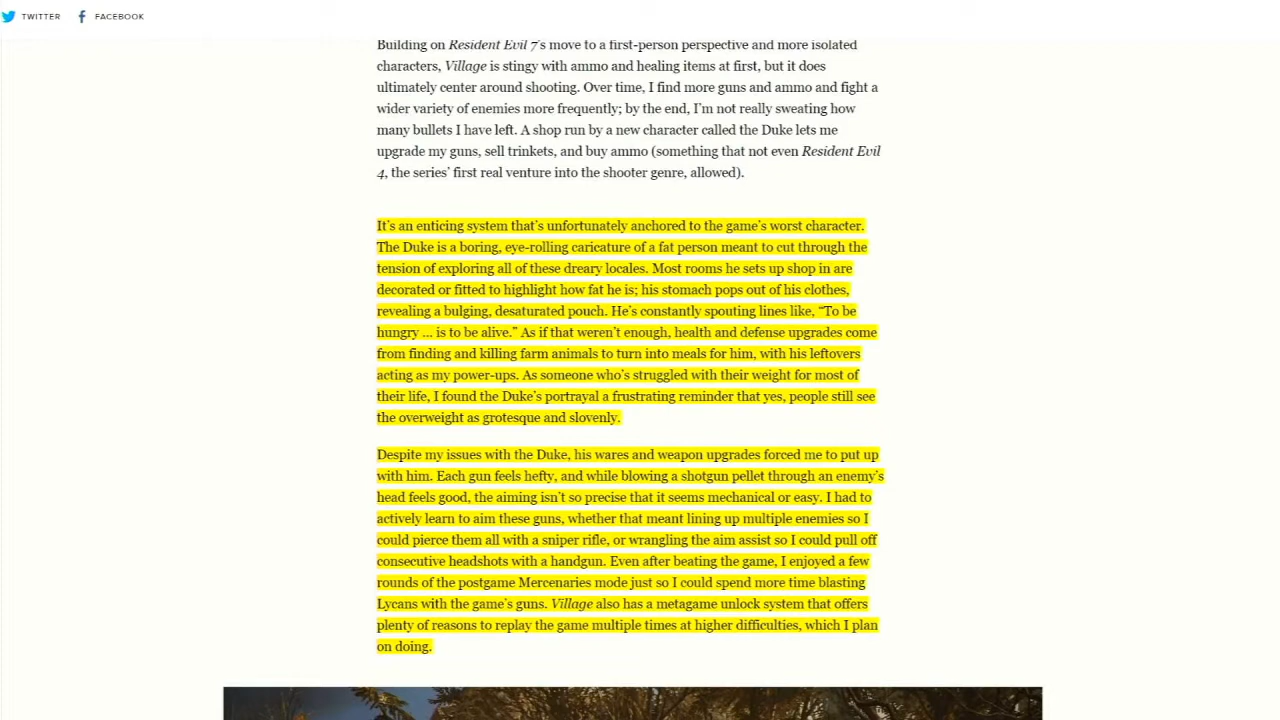 TWITTER FACEBOOK
Building on Resident Evil 7's move to a first-person perspective and more isolated
characters, Village is stingy with ammo and healing items at first, but it does
ultimately center around shooting. Over time, I find more guns and ammo and fight a
wider variety of enemies more frequently; by the end, I'm not really sweating how
many bullets I have left. A shop run by a new character called the Duke lets me
upgrade my guns, sell trinkets, and buy ammo (something that not even Resident Evil
4, the series' first real venture into the shooter genre, allowed).
It's an enticing system that's unfortunately anchored to the game's worst character.
The Duke is a boring, eye-rolling caricature of a fat person meant to cut through the
tension of exploring all of these dreary locales. Most rooms he sets up shop in are
decorated or fitted to highlight how fat he is; his stomach pops out of his clothes,
revealing a bulging, desaturated pouch. He's constantly spouting lines like, “To be
hungry ... is to be alive.” As if that weren't enough, health and defense upgrades come
from finding and killing farm animals to turn into meals for him, with his leftovers
acting as my power-ups. As someone who's struggled with their weight for most of
their life, I found the Duke's portrayal a frustrating reminder that yes, people still see
the overweight as grotesque and slovenly.
Despite my issues with the Duke, his wares and weapon upgrades forced me to put up
with him. Each gun feels hefty, and while blowing a shotgun pellet through an enemy's
head feels good, the aiming isn't so precise that it seems mechanical or easy. I had to
actively learn to aim these guns, whether that meant lining up multiple enemies so I
could pierce them all with a sniper rifle, or wrangling the aim assist so I could pull off
consecutive headshots with a handgun. Even after beating the game, I enjoyed a few
rounds of the postgame Mercenaries mode just so I could spend more time blasting
Lycans with the game's guns. Village also has a metagame unlock system that offers
plenty of reasons to replay the game multiple times at higher difficulties, which I plan
on doing.